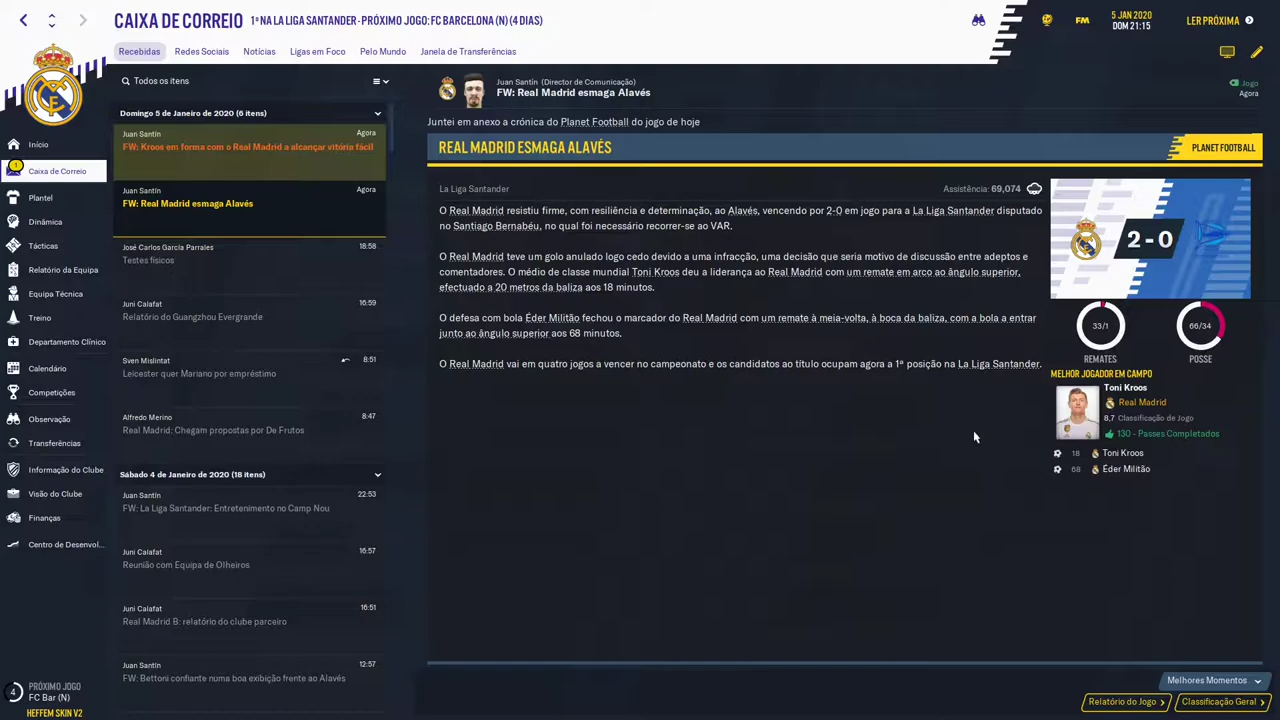 CAIXA DE CORREIO 1ª NA LA LIGA SANTANDER · PRÓXIMO JOGO: FC BARCELONA (N) (4 DIAS)
FM
5 JAN 2020
DOM 21:15
LER PRÓXIMA
Recebidas Redes Sociais Notícias Ligas em Foco Pelo Mundo Janela de Transferências
Início
1
Caixa de Correio
Plantel
Dinâmica
Tácticas
Relatório da Equipa
Equipa Técnica
Treino
Departamento Clínico
Calendário
Competições
Observação
Transferências
Informação do Clube
Visão do Clube
Finanças
Centro de Desenvol...
4
PRÓXIMO JOGO
FC Bar (N)
HEFFEM SKIN V2
Todos os itens
Domingo 5 de Janeiro de 2020 (6 itens)
Juan Santín Agora
FW: Kroos em forma com o Real Madrid a alcançar vitória fácil
Juan Santín Agora
FW: Real Madrid esmaga Alavés
José Carlos García Parrales 18:58
Testes físicos
Juni Calafat 16:59
Relatório do Guangzhou Evergrande
Sven Mislintat 8:51
Leicester quer Mariano por empréstimo
Alfredo Merino 8:47
Real Madrid: Chegam propostas por De Frutos
Sábado 4 de Janeiro de 2020 (18 itens)
Juan Santín 22:53
FW: La Liga Santander: Entretenimento no Camp Nou
Juni Calafat 16:57
Reunião com Equipa de Olheiros
Juni Calafat 16:51
Real Madrid B: relatório do clube parceiro
Juan Santín 12:57
FW: Bettoni confiante numa boa exibição frente ao Alavés
Juan Santín (Director de Comunicação)
FW: Real Madrid esmaga Alavés
Jogo
Agora
Juntei em anexo a crónica do Planet Football do jogo de hoje
REAL MADRID ESMAGA ALAVÉS
PLANET FOOTBALL
La Liga Santander Assistência: 69,074
O Real Madrid resistiu firme, com resiliência e determinação, ao Alavés, vencendo por 2-0 em jogo para a La Liga Santander disputado
no Santiago Bernabéu, no qual foi necessário recorrer-se ao VAR.
O Real Madrid teve um golo anulado logo cedo devido a uma infracção, uma decisão que seria motivo de discussão entre adeptos e
comentadores. O médio de classe mundial Toni Kroos deu a liderança ao Real Madrid com um remate em arco ao ângulo superior,
efectuado a 20 metros da baliza aos 18 minutos.
O defesa com bola Éder Militão fechou o marcador do Real Madrid com um remate à meia-volta, à boca da baliza, com a bola a entrar
junto ao ângulo superior aos 68 minutos.
O Real Madrid vai em quatro jogos a vencer no campeonato e os candidatos ao título ocupam agora a 1ª posição na La Liga Santander.
2 - 0
33/1
66/34
REMATES POSSE
MELHOR JOGADOR EM CAMPO
Toni Kroos
Real Madrid
8,7 Classificação de Jogo
130 - Passes Completados
18 Toni Kroos
68 Éder Militão
Melhores Momentos
Relatório do Jogo
Classificação Geral